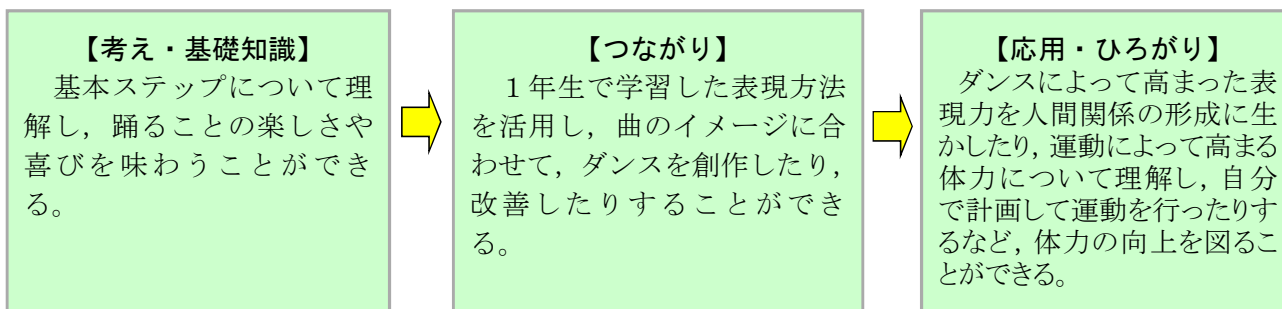 【考え・基礎知識】
基本ステップについて理
解し，踊ることの楽しさや
喜びを味わうことができ
る。
【つながり】
１年生で学習した表現方法
を活用し，曲のイメージに合
わせて，ダンスを創作したり，
改善したりすることができ
る。
【応用・ひろがり】
ダンスによって高まった表
現力を人間関係の形成に生
かしたり，運動によって高まる
体力について理解し，自分
で計画して運動を行ったりす
るなど，体力の向上を図るこ
とができる。